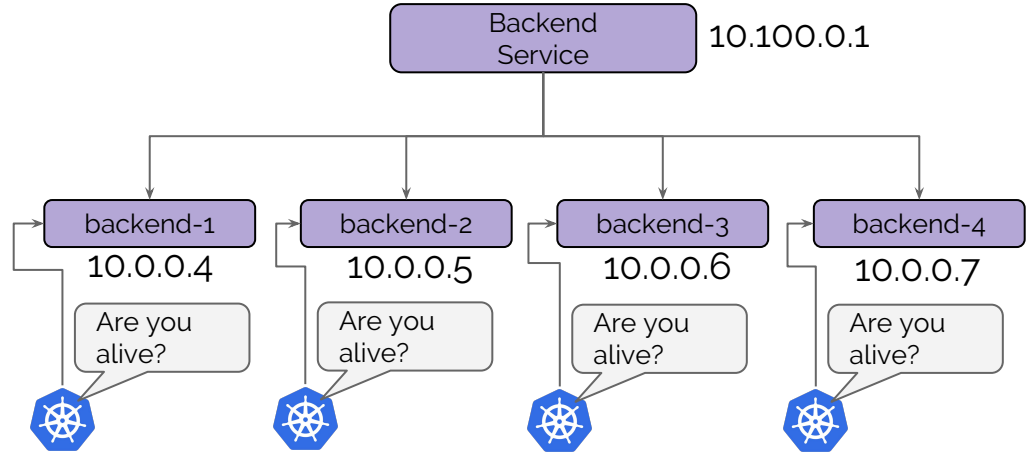 Backend
Service
10.100.0.1
backend-1
backend-2
backend-3
backend-4
10.0.0.4
10.0.0.5
10.0.0.6
10.0.0.7
Are you
alive?
Are you
alive?
Are you
alive?
Are you
alive?